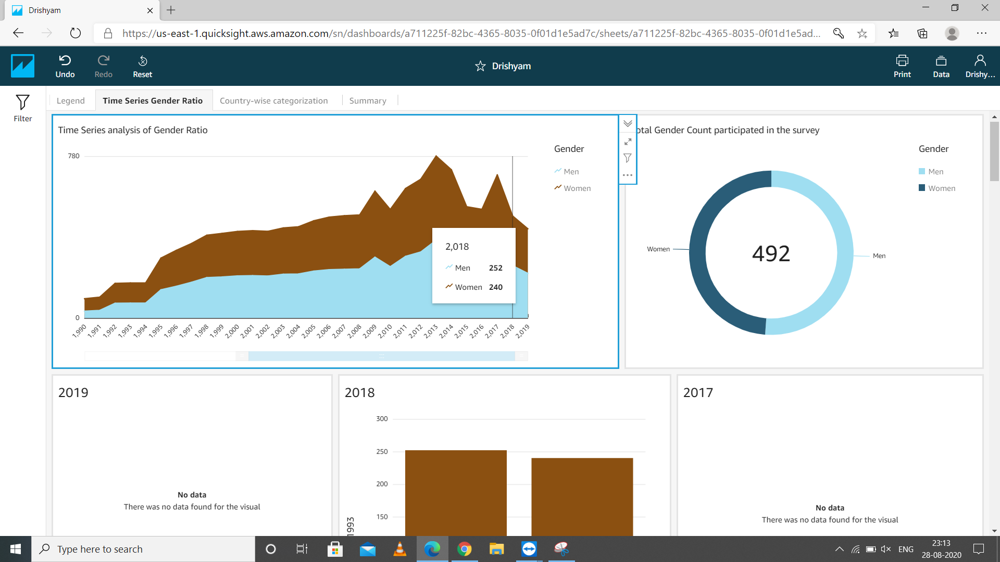 Drishyam
https://us-east-1.quicksight.aws.amazon.com/sn/dashboards/a711225f-82bc-4365-8035-0f01d1e5ad7c/sheets/a711225f-82bc-4365-8035-0f01d1e5ad...
Undo
Redo
Reset
Drishyam
Print
Data
Drishy...
Filter
Legend
Time Series Gender Ratio
Country-wise categorization
Summary
Time Series analysis of Gender Ratio
Gender
Men
Women
780
0
2,018
Men 252
Women 240
1,990
1,991
1,992
1,993
1,994
1,995
1,996
1,997
1,998
1,999
2,000
2,001
2,002
2,003
2,004
2,005
2,006
2,007
2,008
2,009
2,010
2,011
2,012
2,013
2,014
2,015
2,016
2,017
2,018
2,019
otal Gender Count participated in the survey
Gender
Men
Women
Women
492
Men
2019
No data
There was no data found for the visual
2018
300
250
200
150
1993
2017
No data
There was no data found for the visual
Type here to search
ENG
23:13
28-08-2020